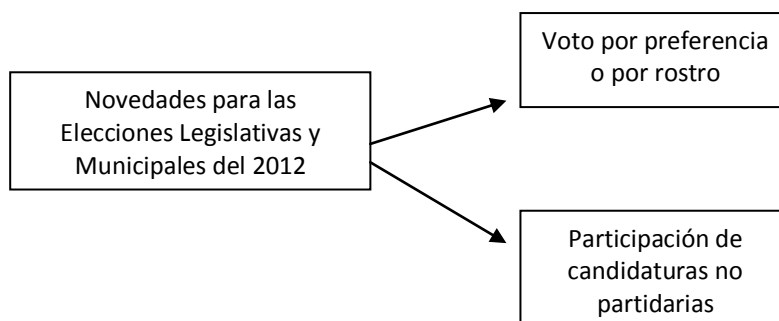 Novedades para las
Elecciones Legislativas y
Municipales del 2012
Voto por preferencia
o por rostro
Participación de
candidaturas no
partidarias